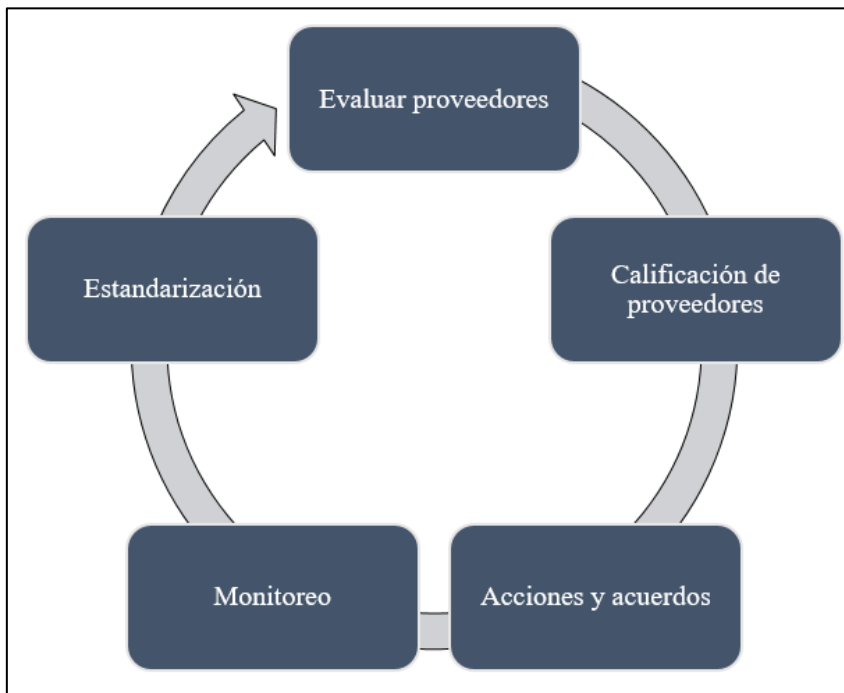 Evaluar proveedores
Calificación de
proveedores
Acciones y acuerdos
Monitoreo
Estandarización